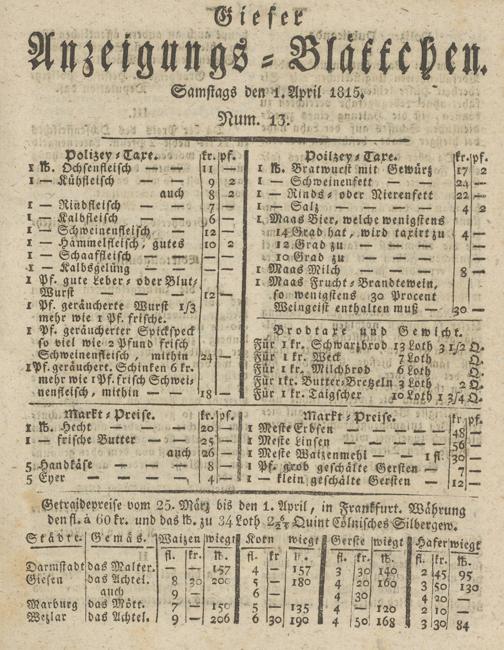 Gieser
Anzeigungs-Blättchen.
Samstags den 1. April 1815.
Num. 13.
Polizey-Taxe. kr. pf.
1 ℔. Ochsenfleisch — — 11 —
1 — Kühfleisch 9 2
auch 8 2
1 — Rindfleisch — — 7 —
1 — Kalbfleisch — — 6 —
1 — Schweinenfleisch — 12 —
1 — Hämmelfleisch, gutes 10 2
1 — Schaaffleisch — — — —
1 — Kalbsgelung — — — —
1 Pf. gute Leber- oder Blut-
Wurst — — 12 —
1 Pf. geräucherte Wurst 1/3
mehr wie 1 Pf. frische.
1 Pf. geräucherter Spickspeck
so viel wie 2 Pfund frisch
Schweinenfleisch, mithin 24 —
1 Pf. geräuchert. Schinken 6 kr.
mehr wie 1 Pf. frisch Schwei-
nenfleisch, mithin — 18 —
Poilzey-Taxe. kr. pf.
1 ℔. Bratwurst mit Gewürz 17 2
1 — Schweinenfett — — 24 —
1 — Rinds- oder Nierenfett 22 —
1 — Salz — — 4 2
1 Maas Bier, welche wenigstens
14 Grad hat, wird taxirt zu 4 —
12 Grad zu — — — —
10 Grad zu — — — —
1 Maas Milch — — 8 —
1 Maas Frucht-Brandtewein,
so wenigstens 30 Procent
Weingeist enthalten muß — 30 —
Brodtaxe und Gewicht.
Für 1 kr. Schwarzbrod 13 Loth 3 1/2 Q.
Für 1 kr. Weck 7 Loth Q.
Für 1 kr. Milchbrod 6 Loth Q.
Für 1 kr. Butter-Bretzeln 3 Loth 2 Q.
Für 1 kr. Taigscher 10 Loth 1 3/4 Q.
Markt-Preise. kr. pf.
1 ℔. Hecht — — 20 —
1 — frische Butter — — 25 —
auch 26 —
5 Handkäse — — 8 —
5 Eyer — — 4 —
Markt-Preise. kr pf.
1 Meste Erbsen — — 48 —
1 Meste Linsen — — 56 —
1 Meste Waitzenmehl — 1 fl. 30 —
1 Pf. grob geschälte Gersten — 7 —
1 — klein geschälte Gersten — 12 —
Getraidepreise vom 25. März bis den 1. April, in Frankfurt. Währung
den fl. à 60 kr. und das ℔. zu 34 Loth Quint Cölnisches Silbergew.
Städte. Gemäs. Waitzen wiegt Korn wiegt Gerste wiegt Hafer wiegt
fl. kr. ℔. fl. kr. ℔. fl. kr. ℔. fl. kr. ℔.
Darmstadt das Malter. — — 157 4 — 157 3 30 140 2 45 95
Giesen das Achtel. 8 30 200 5 — 180 4 20 160 3 50 130
auch 9 — 6 — 4 30 4
Marburg das Mött. 7 — 150 5 — 135 4 — 120 2 10 —
Wetzlar das Achtel. 9 — 206 6 30 190 4 50 168 3 30 84